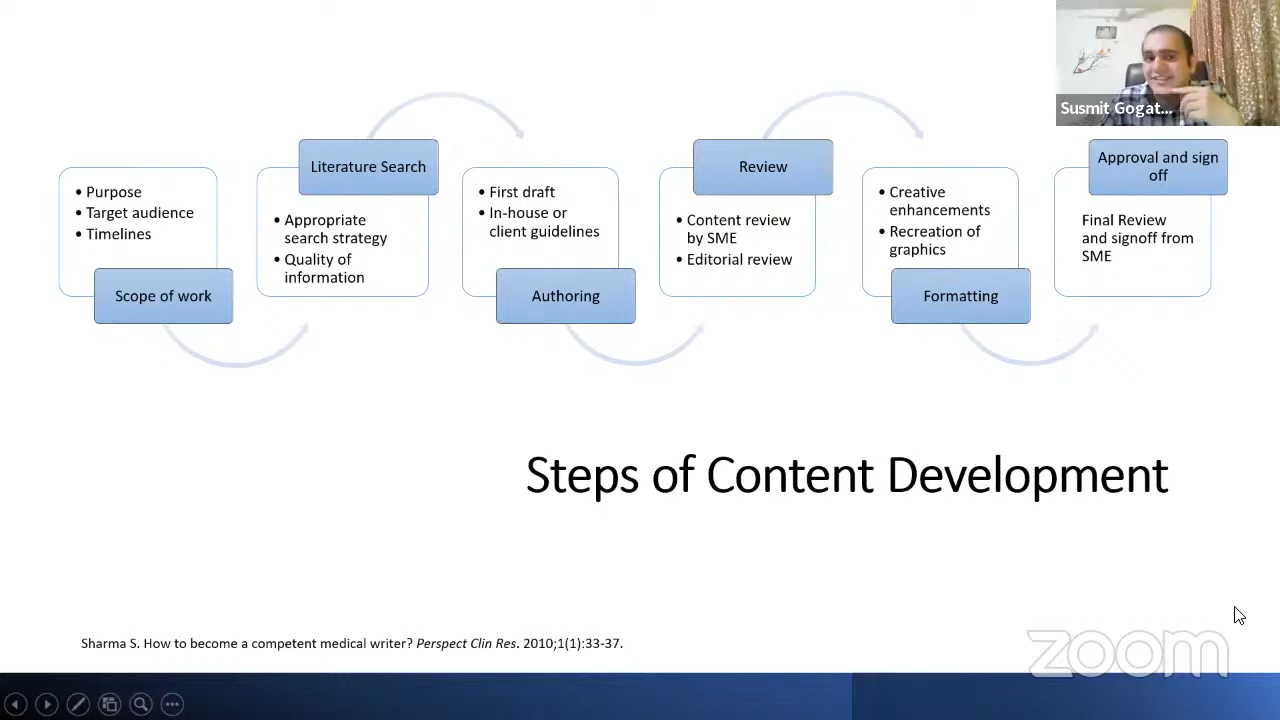 Susmit Gogat...
• Purpose
• Target audience
• Timelines
Scope of work
Literature Search
• Appropriate
search strategy
• Quality of
information
• First draft
• In-house or
client guidelines
Authoring
Review
• Content review
by SME
• Editorial review
• Creative
enhancements
• Recreation of
graphics
Formatting
Approval and sign
off
Final Review
and signoff from
SME
Steps of Content Development
Sharma S. How to become a competent medical writer? Perspect Clin Res. 2010;1(1):33-37.
zoom